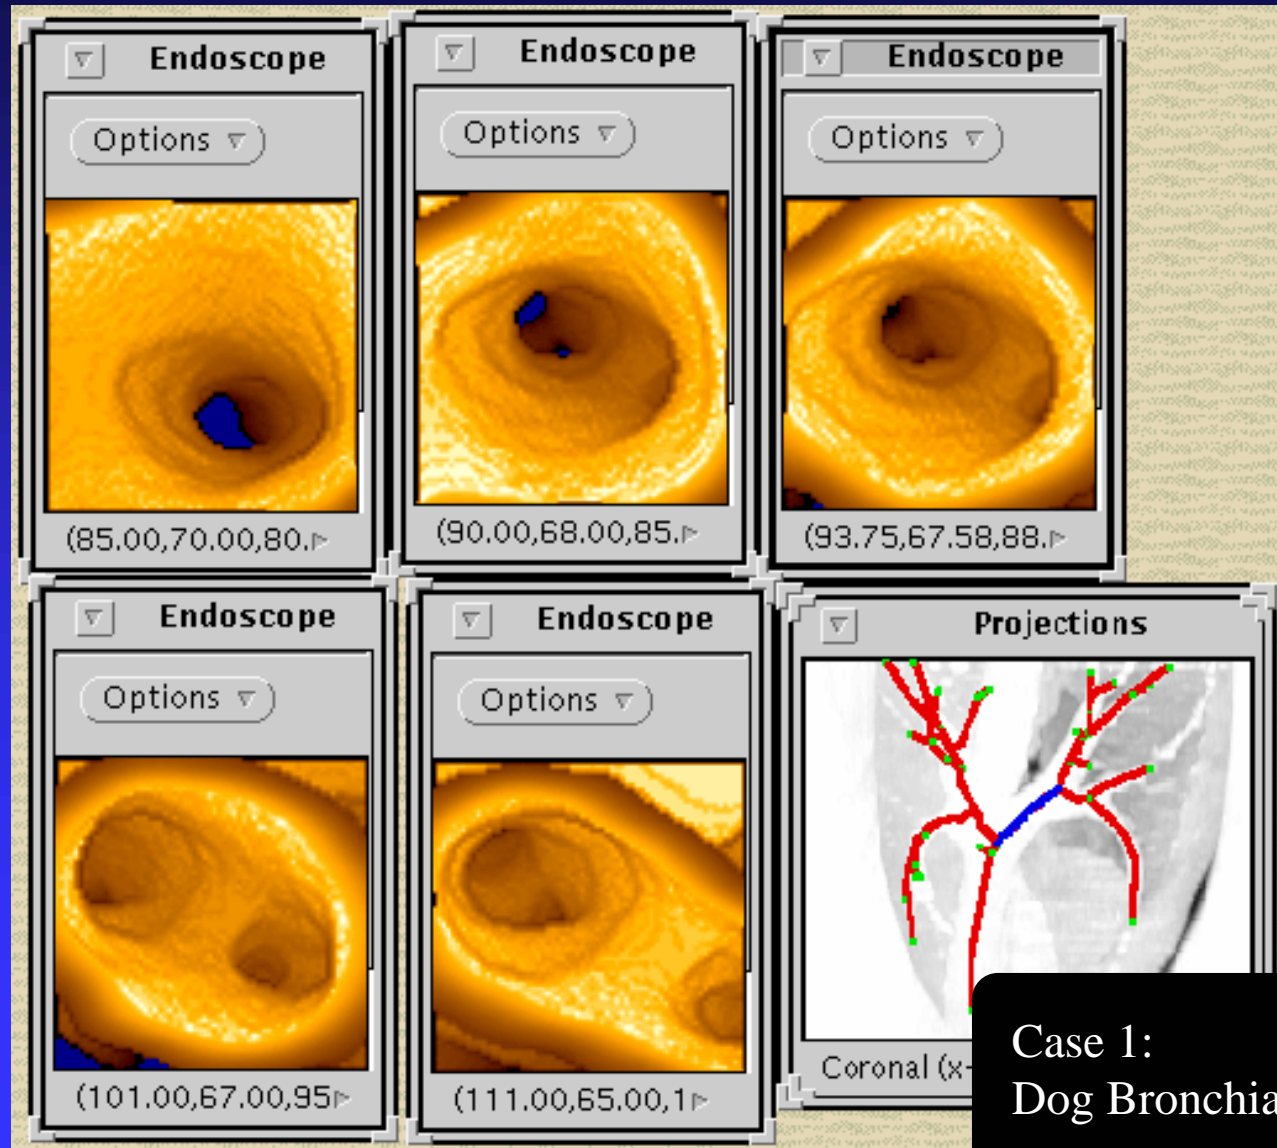 Endoscope
Options
(85.00,70.00,80.
Endoscope
Options
(90.00,68.00,85.
Endoscope
Options
(93.75,67.58,88.
Endoscope
Options
(101.00,67.00,95
Endoscope
Options
(111.00,65.00,1
Projections
Coronal (x-
Case 1:
Dog Bronchia